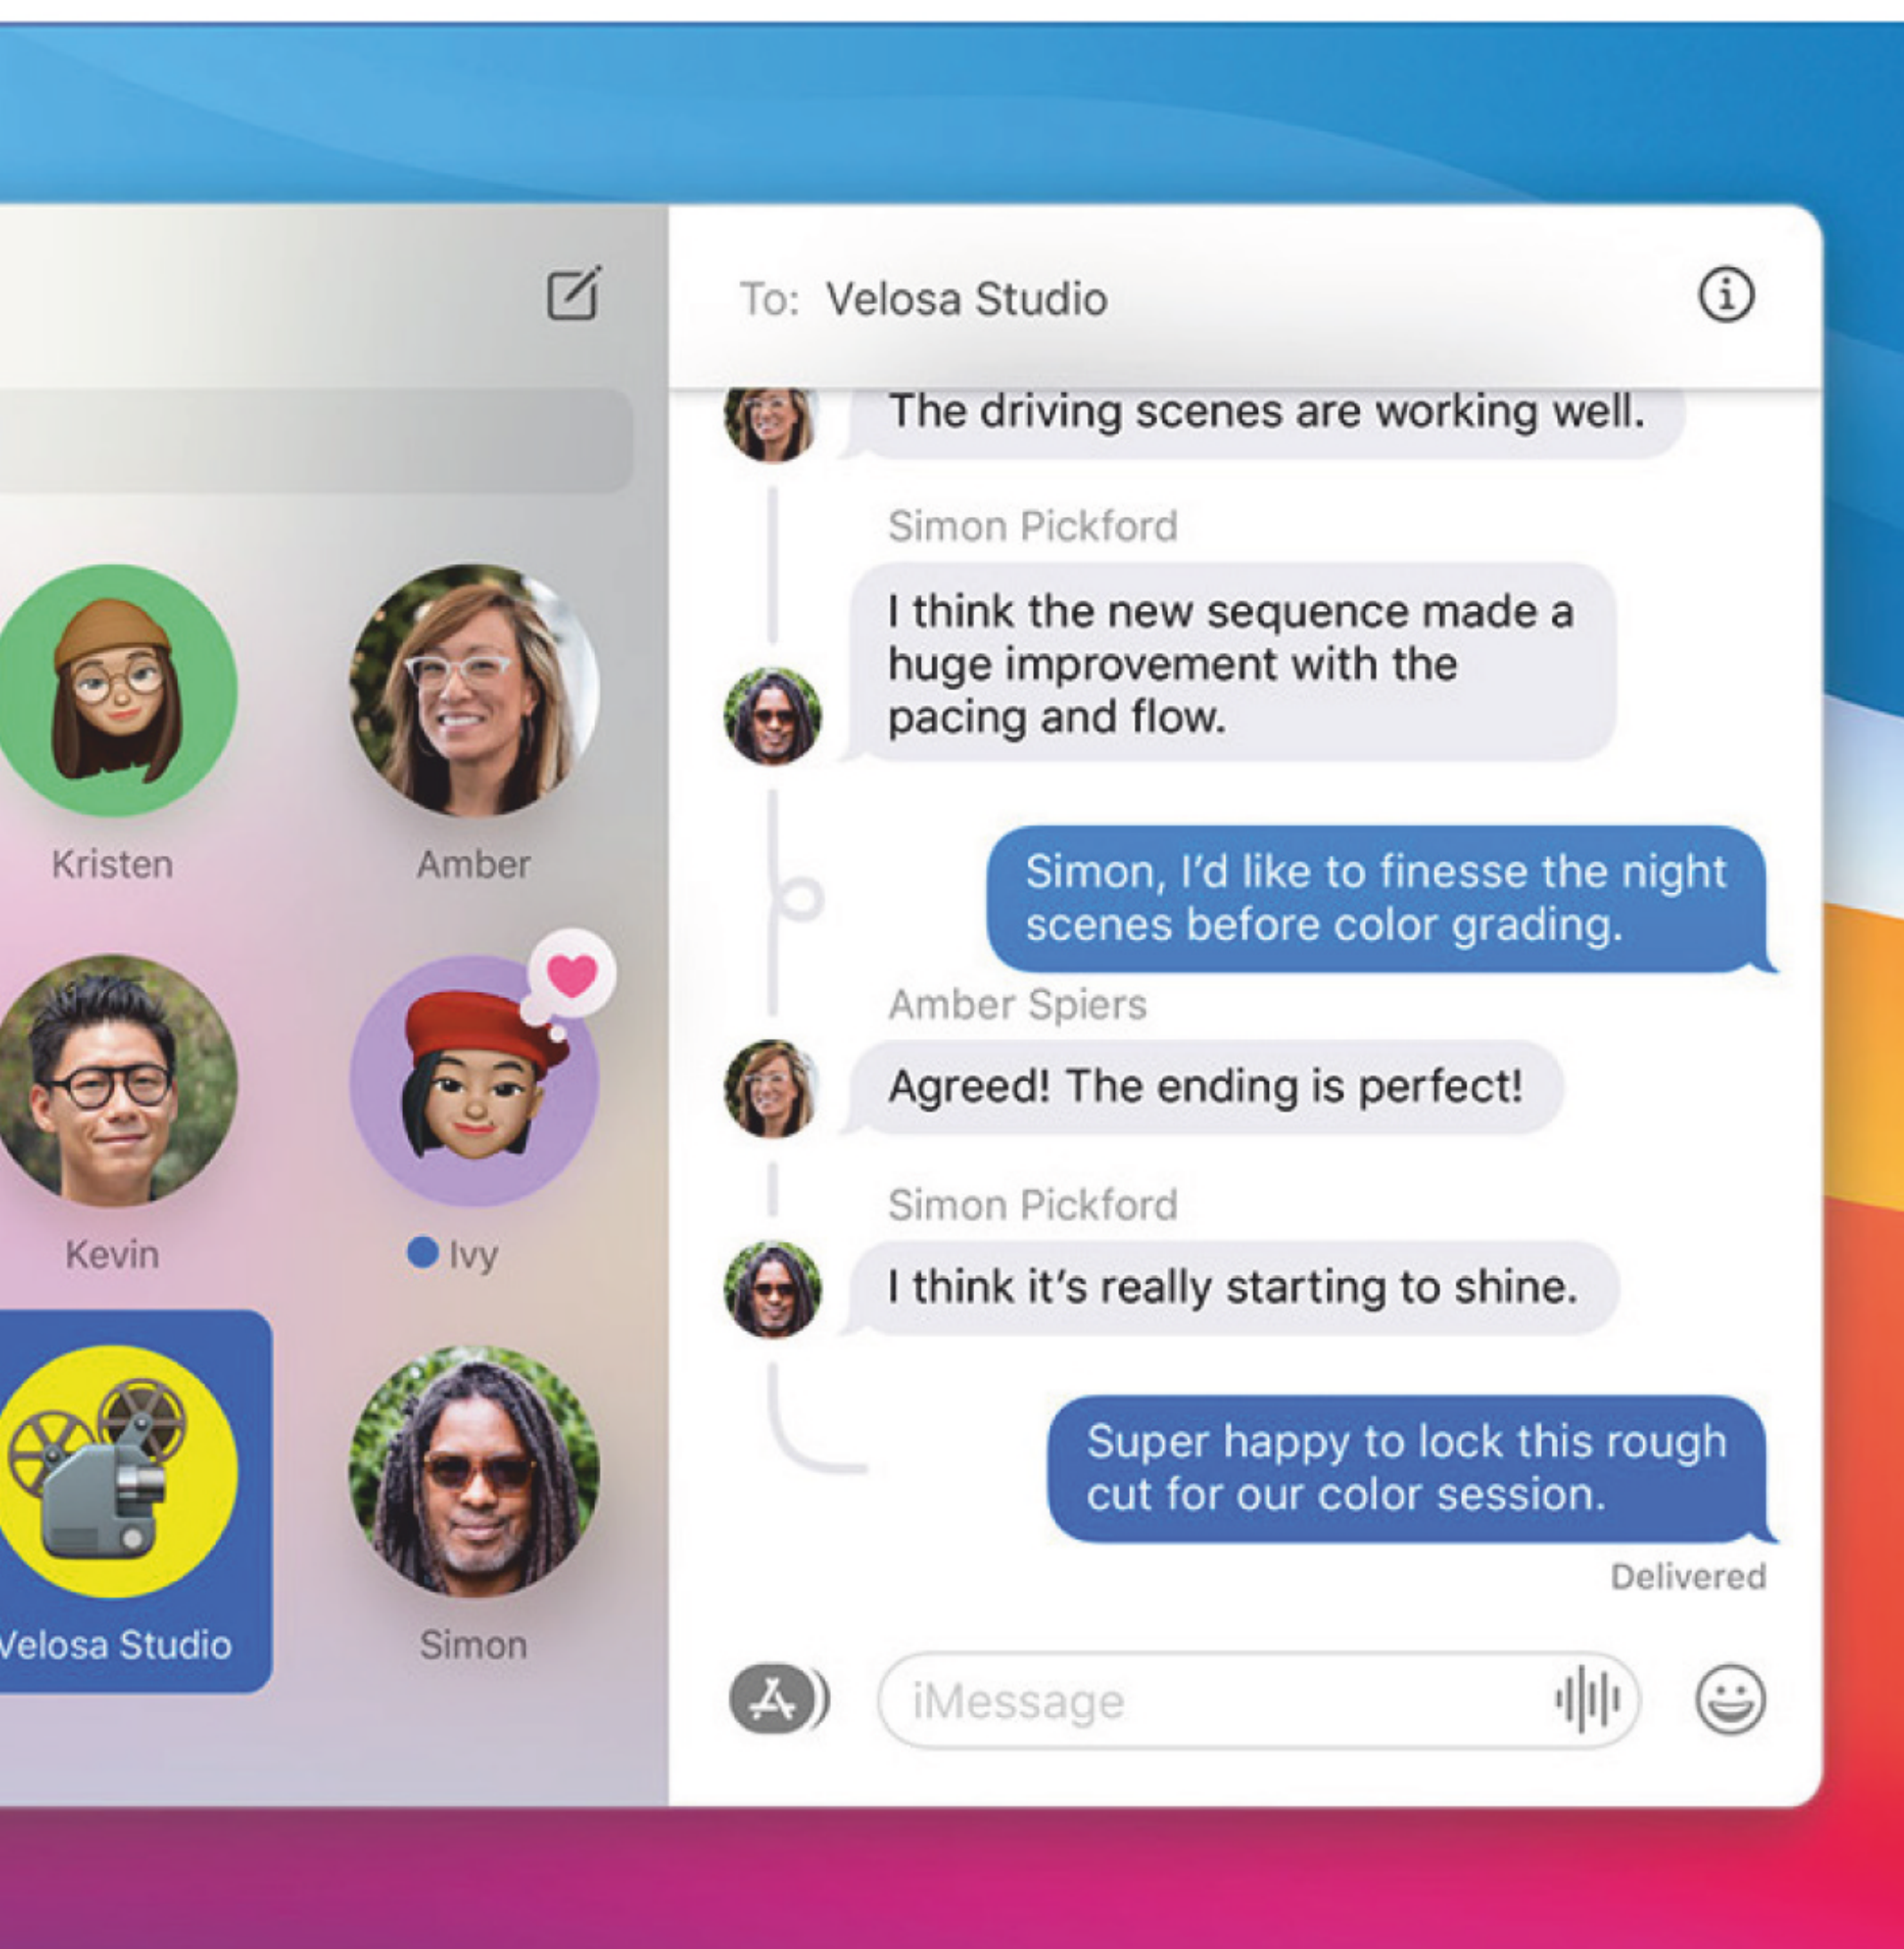 To: Velosa Studio
The driving scenes are working well.
Simon Pickford
I think the new sequence made a
huge improvement with the
pacing and flow.
Simon, I'd like to finesse the night
scenes before color grading.
Amber Spiers
Agreed! The ending is perfect!
Simon Pickford
I think it's really starting to shine.
Super happy to lock this rough
cut for our color session.
Delivered
iMessage
Kristen
Amber
Kevin
Ivy
Velosa Studio
Simon